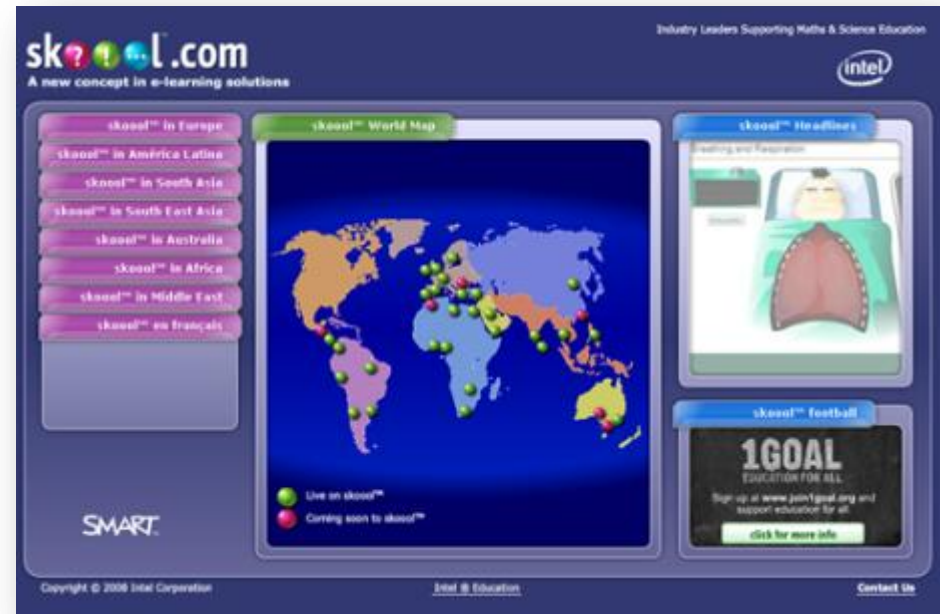 Industry Leaders Supporting Maths & Science Education
skoool.com
A new concept in e-learning solutions
intel
skoool™ in Europe
skoool™ in América Latina
skoool™ in South Asia
skoool™ in South East Asia
skoool™ in Australia
skoool™ in Africa
skoool™ in Middle East
skoool™ en français
SMART
skoool™ World Map
Live on skoool™
Coming soon to skoool™
skoool™ Headlines
Breathing and Respiration
skoool™ football
1GOAL
EDUCATION FOR ALL
Sign up at www.join1goal.org and
support education for all.
click for more info
Copyright © 2008 Intel Corporation
Intel ® Education
Contact Us